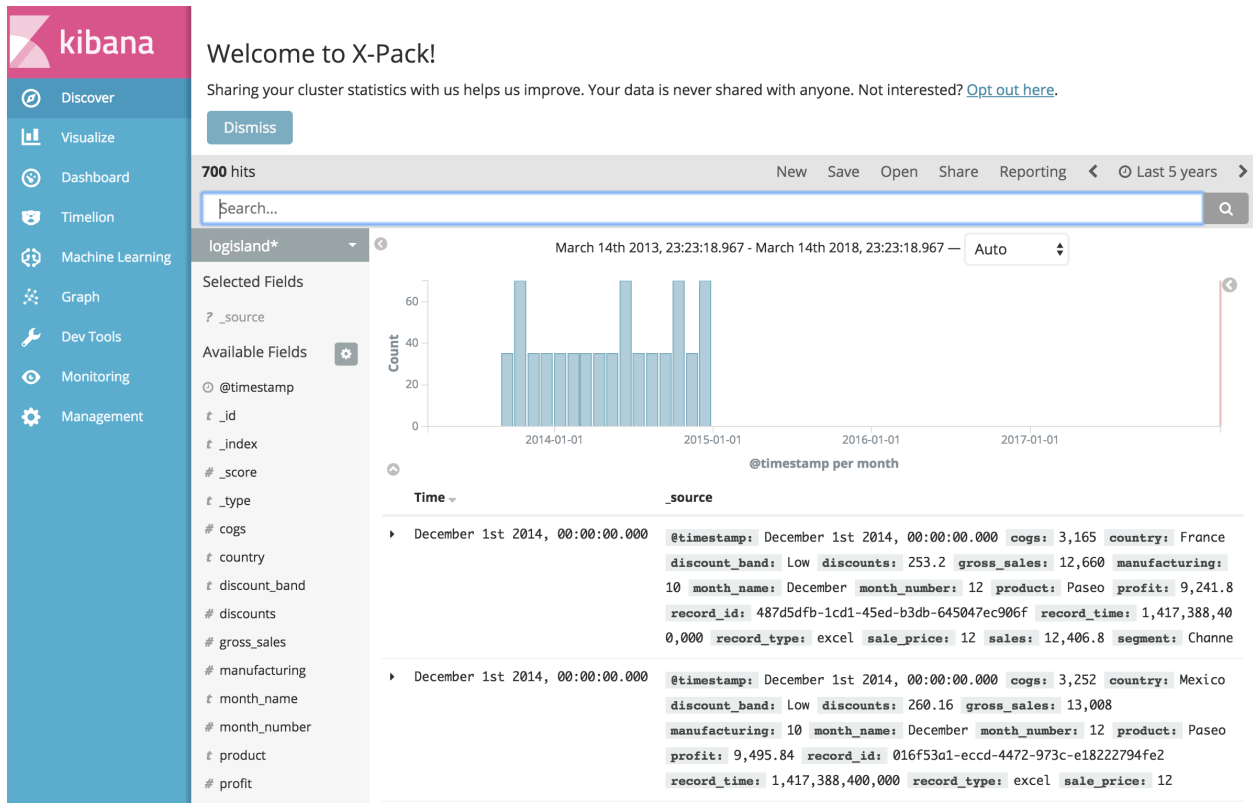 kibana
Discover
Visualize
Dashboard
Timelion
Machine Learning
Graph
Dev Tools
Monitoring
Management
Welcome to X-Pack!
Sharing your cluster statistics with us helps us improve. Your data is never shared with anyone. Not interested? Opt out here.
Dismiss
700 hits
New Save Open Share Reporting Last 5 years
Search...
logisland*
Selected Fields
? _source
Available Fields
@timestamp
t _id
t _index
# _score
t _type
# cogs
t country
t discount_band
# discounts
# gross_sales
# manufacturing
t month_name
# month_number
t product
# profit
March 14th 2013, 23:23:18.967 - March 14th 2018, 23:23:18.967 — Auto
Count
60
40
20
0
2014-01-01 2015-01-01 2016-01-01 2017-01-01
@timestamp per month
Time _source
December 1st 2014, 00:00:00.000
@timestamp: December 1st 2014, 00:00:00.000 cogs: 3,165 country: France
discount_band: Low discounts: 253.2 gross_sales: 12,660 manufacturing:
10 month_name: December month_number: 12 product: Paseo profit: 9,241.8
record_id: 487d5dfb-1cd1-45ed-b3db-645047ec906f record_time: 1,417,388,40
0,000 record_type: excel sale_price: 12 sales: 12,406.8 segment: Channe
December 1st 2014, 00:00:00.000
@timestamp: December 1st 2014, 00:00:00.000 cogs: 3,252 country: Mexico
discount_band: Low discounts: 260.16 gross_sales: 13,008
manufacturing: 10 month_name: December month_number: 12 product: Paseo
profit: 9,495.84 record_id: 016f53a1-eccd-4472-973c-e18222794fe2
record_time: 1,417,388,400,000 record_type: excel sale_price: 12